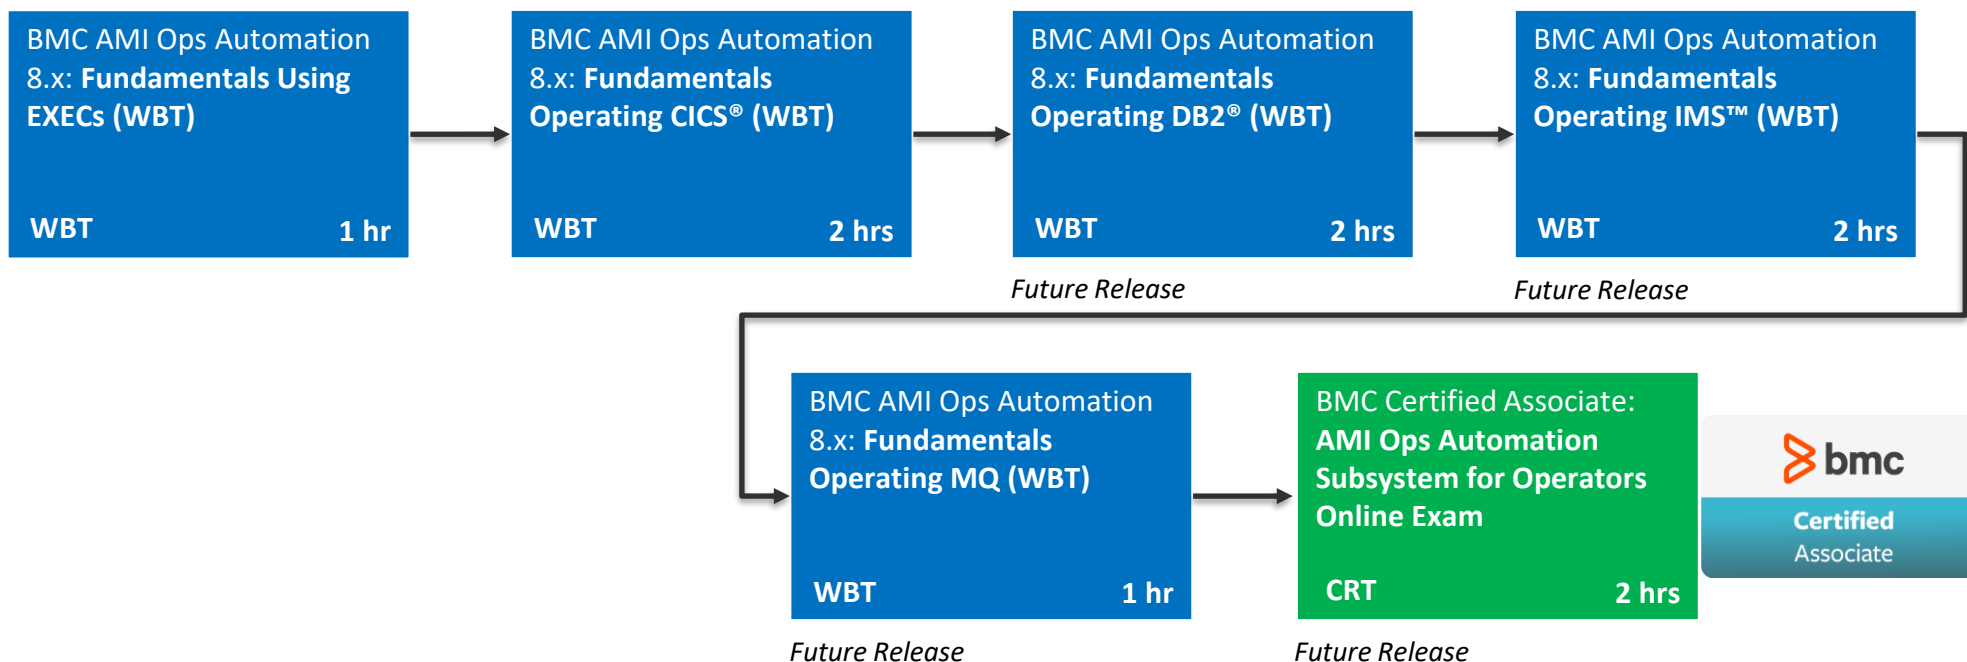 BMC AMI Ops Automation
8.x: Fundamentals Using
EXECs (WBT)
WBT
1 hr
BMC AMI Ops Automation
8.x: Fundamentals
Operating CICS® (WBT)
WBT
2 hrs
BMC AMI Ops Automation
8.x: Fundamentals
Operating DB2® (WBT)
WBT
2 hrs
Future Release
BMC AMI Ops Automation
8.x: Fundamentals
Operating IMS™ (WBT)
WBT
2 hrs
Future Release
BMC AMI Ops Automation
8.x: Fundamentals
Operating MQ (WBT)
WBT
1 hr
Future Release
BMC Certified Associate:
AMI Ops Automation
Subsystem for Operators
Online Exam
CRT
2 hrs
Future Release
bmc
Certified
Associate